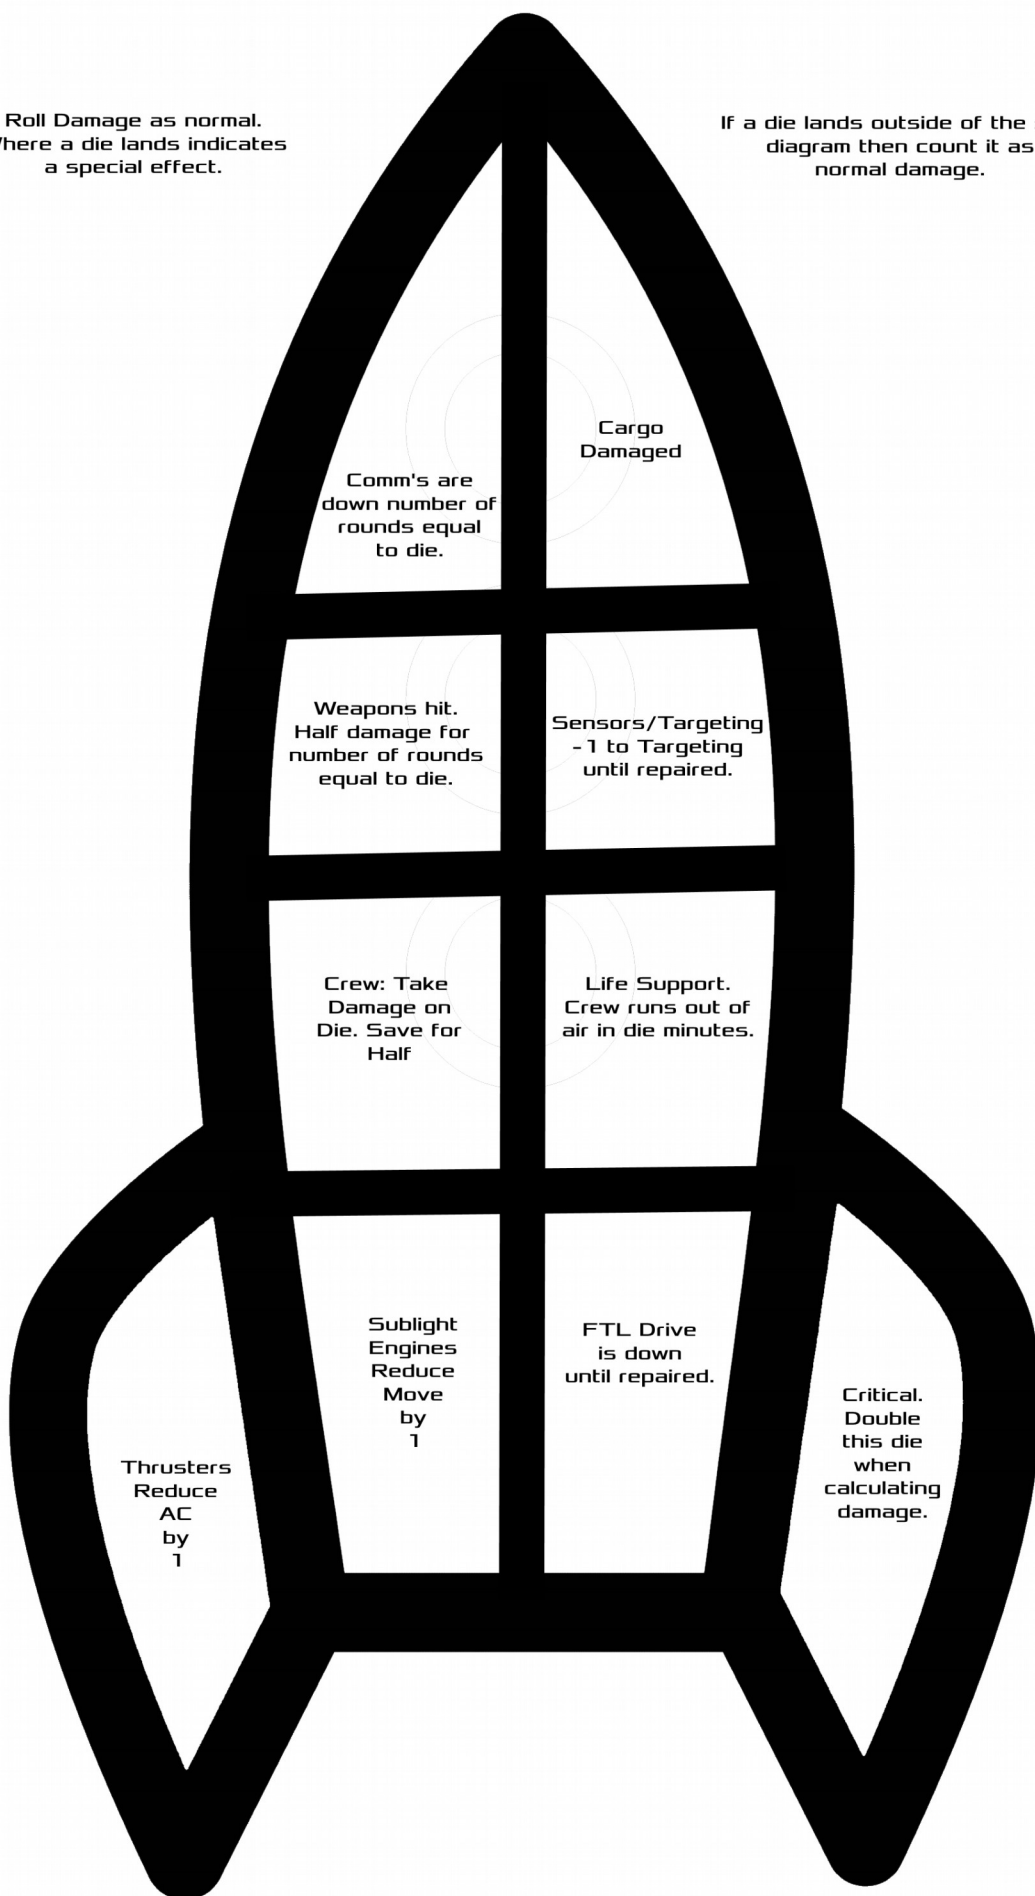 Roll Damage as normal.
here a die lands indicates
a special effect.
If a die lands outside of the
diagram then count it as
normal damage.
Cargo
Damaged
Comm's are
down number of
rounds equal
to die.
Weapons hit.
Half damage for
number of rounds
equal to die.
Sensors/Targeting
-1 to Targeting
until repaired.
Crew: Take
Damage on
Die. Save for
Half
Life Support.
Crew runs out of
air in die minutes.
Sublight
Engines
Reduce
Move
by
1
FTL Drive
is down
until repaired.
Thrusters
Reduce
AC
by
1
Critical.
Double
this die
when
calculating
damage.